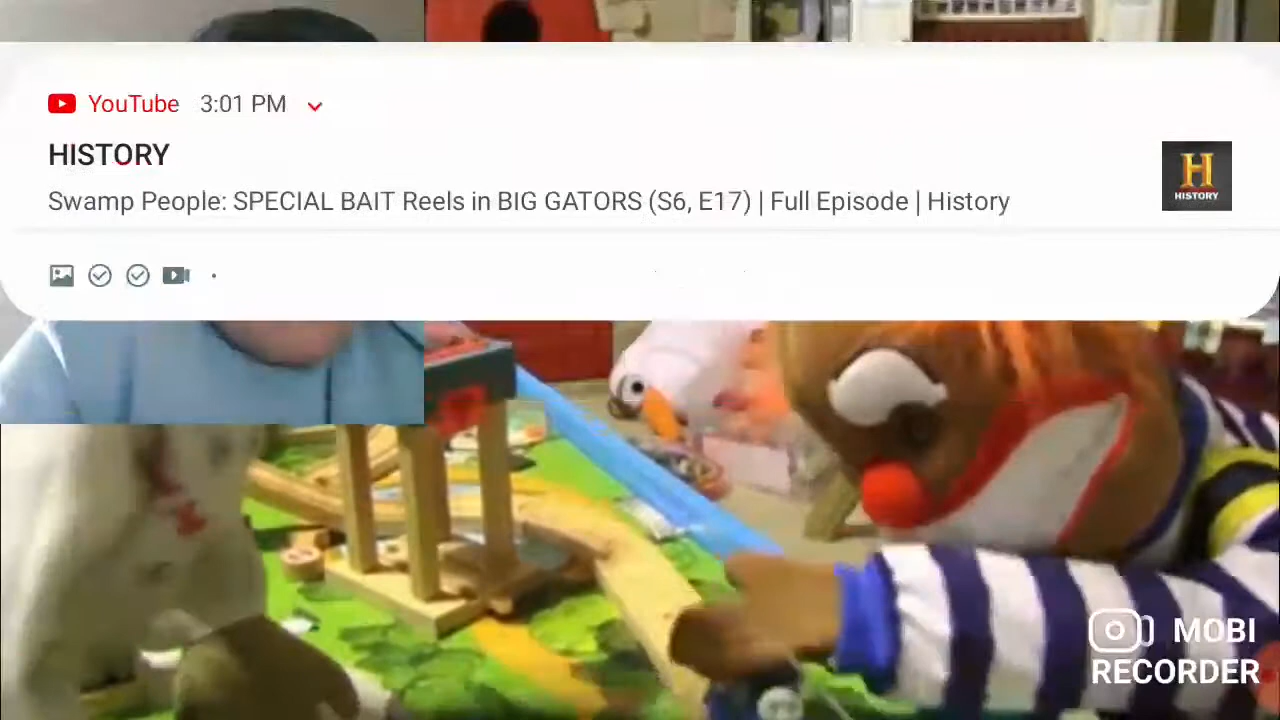 YouTube 3:01 PM
HISTORY
Swamp People: SPECIAL BAIT Reels in BIG GATORS (S6, E17) | Full Episode | History
H
HISTORY
MOBI
RECORDER